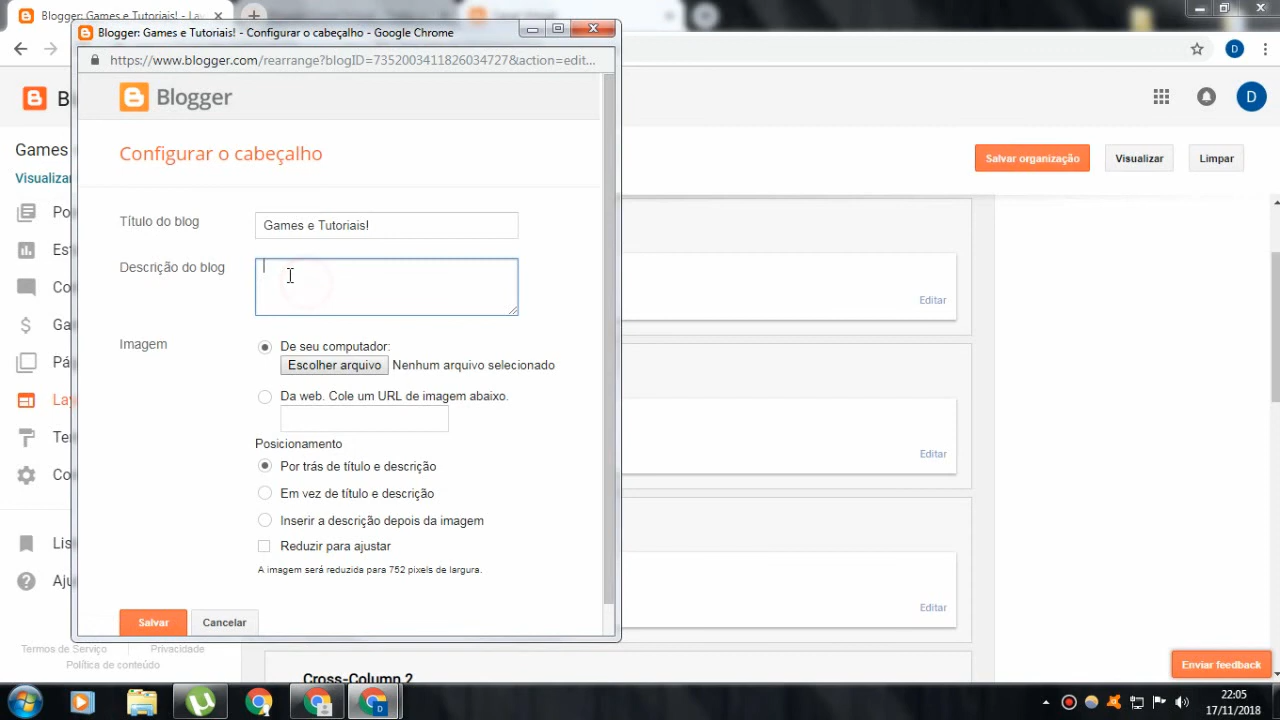 Blogger: Games e Tutoriais! - La
Blogger: Games e Tutoriais! - Configurar o cabeçalho - Google Chrome
https://www.blogger.com/rearrange?blogID=7352003411826034727&action=edit...
Blogger
D
D
Configurar o cabeçalho
Games
Visualizar
Salvar organização
Visualizar
Limpar
Título do blog
Games e Tutoriais!
Descrição do blog
Po
Est
Co
Ga
Pá
Lay
Te
Co
Lis
Aju
Imagem
De seu computador:
Escolher arquivo Nenhum arquivo selecionado
Da web. Cole um URL de imagem abaixo.
Posicionamento
Por trás de título e descrição
Em vez de título e descrição
Inserir a descrição depois da imagem
Reduzir para ajustar
A imagem será reduzida para 752 pixels de largura.
Salvar
Cancelar
Editar
Editar
Editar
Termos de Serviço
Privacidade
Política de conteúdo
Cross-Column 2
Enviar feedback
22:05
17/11/2018